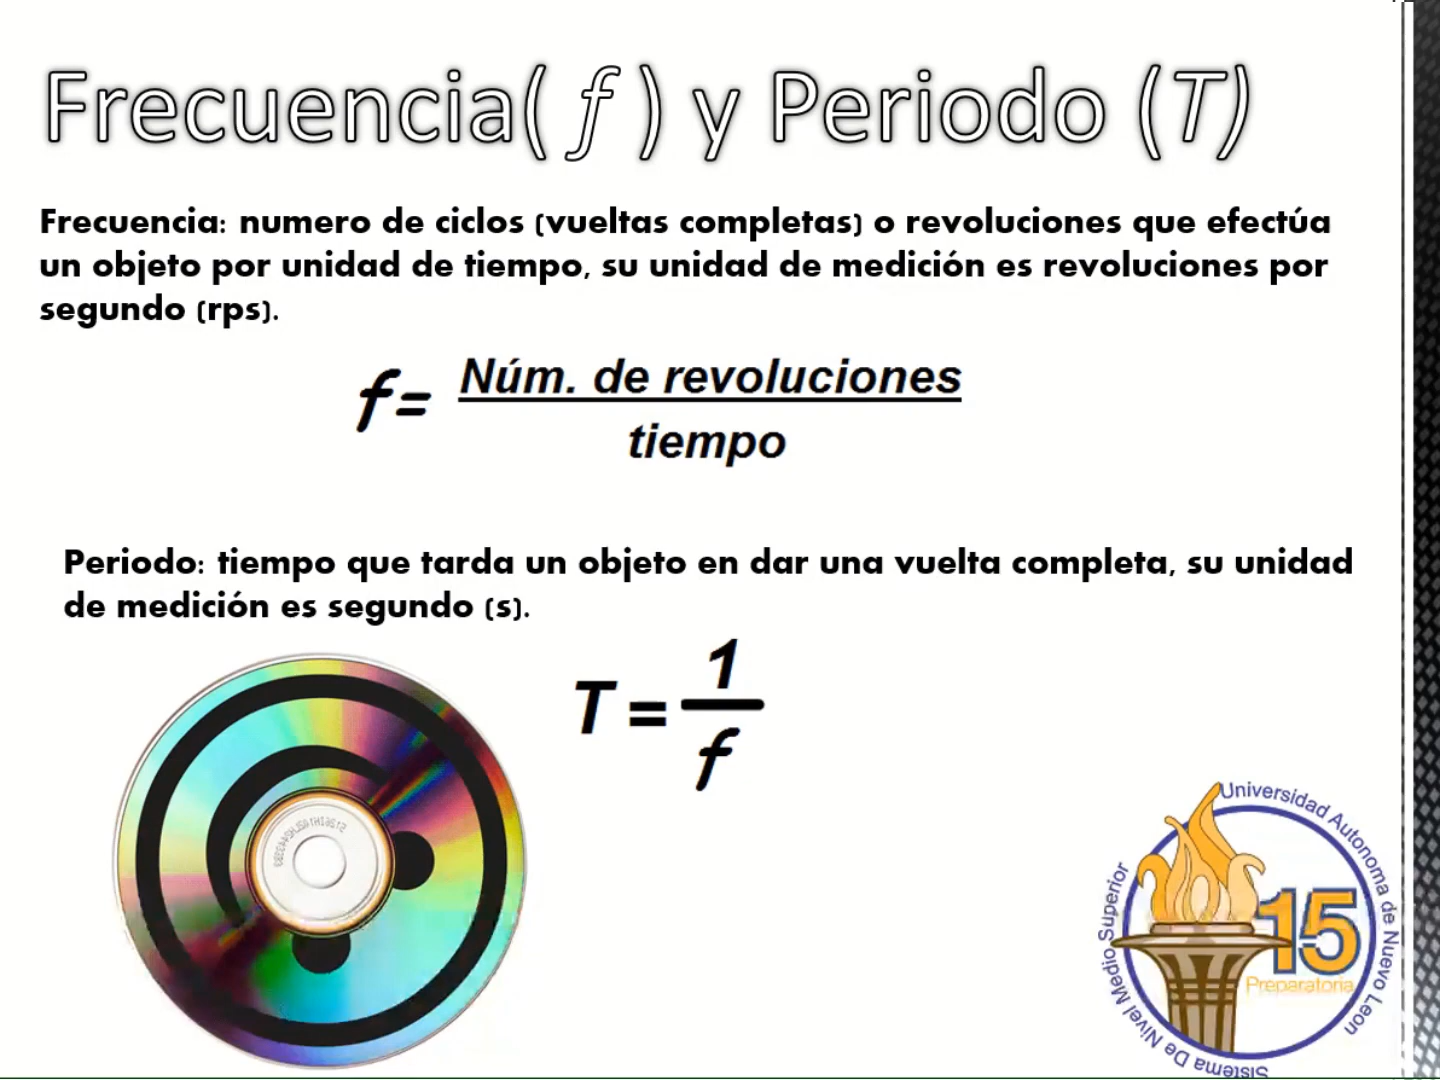 Frecuencia( f ) y Periodo (T)
Frecuencia: numero de ciclos (vueltas completas) o revoluciones que efectúa
un objeto por unidad de tiempo, su unidad de medición es revoluciones por
segundo (rps).
f= Núm. de revoluciones
tiempo
Periodo: tiempo que tarda un objeto en dar una vuelta completa, su unidad
de medición es segundo (s).
T = 1
f
Universidad Autonoma de Nuevo Leon
Sistema De Nivel Medio Superior
15
Preparatoria